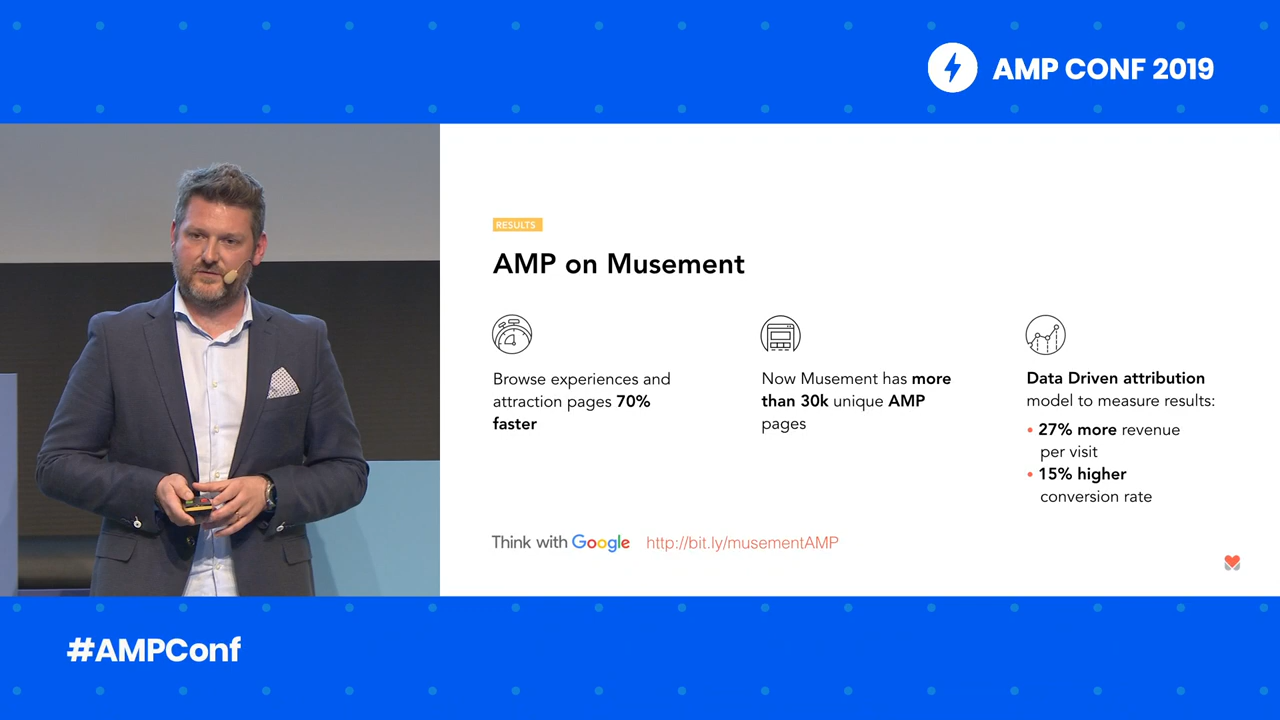 AMP CONF 2019
RESULTS
AMP on Musement
Browse experiences and
attraction pages 70%
faster
Now Musement has more
than 30k unique AMP
pages
Data Driven attribution
model to measure results:
• 27% more revenue
per visit
• 15% higher
conversion rate
Think with Google http://bit.ly/musementAMP
#AMPConf